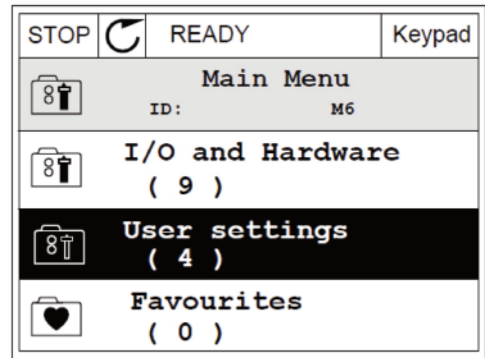 STOP READY Keypad
Main Menu
ID: M6
I/O and Hardware
( 9 )
User settings
( 4 )
Favourites
( 0 )